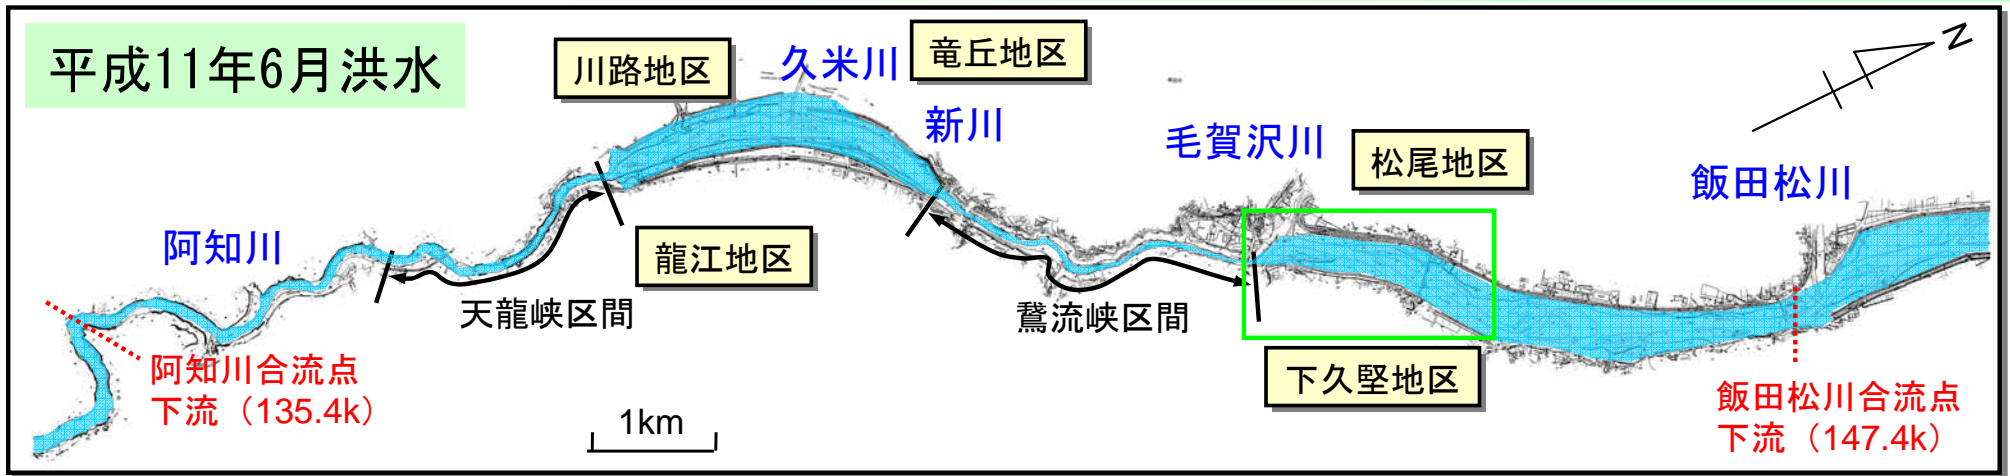 平成11年6月洪水
川路地区
久米川
竜丘地区
新川
毛賀沢川
松尾地区
飯田松川
N
阿知川
龍江地区
天龍峡区間
鵞流峡区間
下久堅地区
阿知川合流点
下流（135.4k）
1km
飯田松川合流点
下流（147.4k）